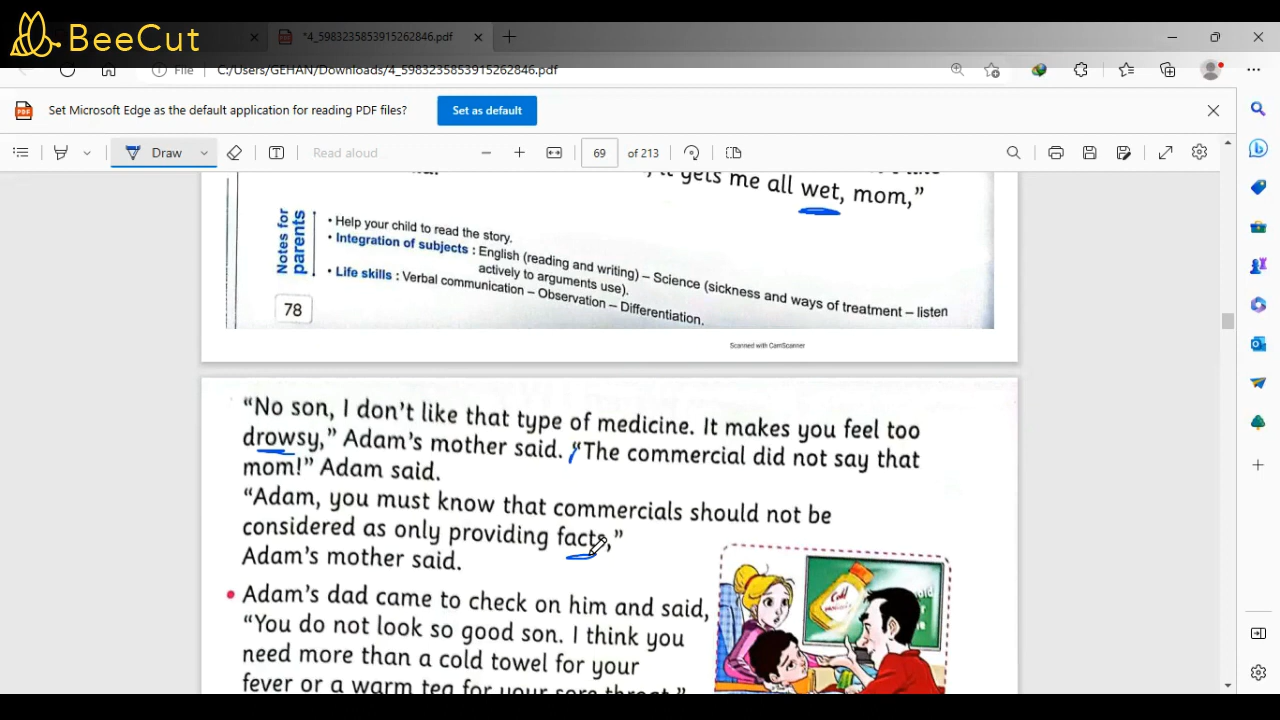 BeeCut
*4_5983235853915262846.pdf
File
C:/Users/GEHAN/Downloads/4_5983235853915262846.pdf
Set Microsoft Edge as the default application for reading PDF files?
Set as default
Draw
Read aloud
69
of 213
gets me all wet, mom,”
Notes for
parents
• Help your child to read the story.
• Integration of subjects : English (reading and writing) – Science (sickness and ways of treatment – listen
actively to arguments use).
• Life skills : Verbal communication – Observation – Differentiation.
78
Scanned with CamScanner
“No son, I don’t like that type of medicine. It makes you feel too
drowsy,” Adam’s mother said. “The commercial did not say that
mom!” Adam said.
“Adam, you must know that commercials should not be
considered as only providing facts,”
Adam’s mother said.
• Adam’s dad came to check on him and said,
“You do not look so good son. I think you
need more than a cold towel for your
fever or a warm tea for your sore throat.”
Cold